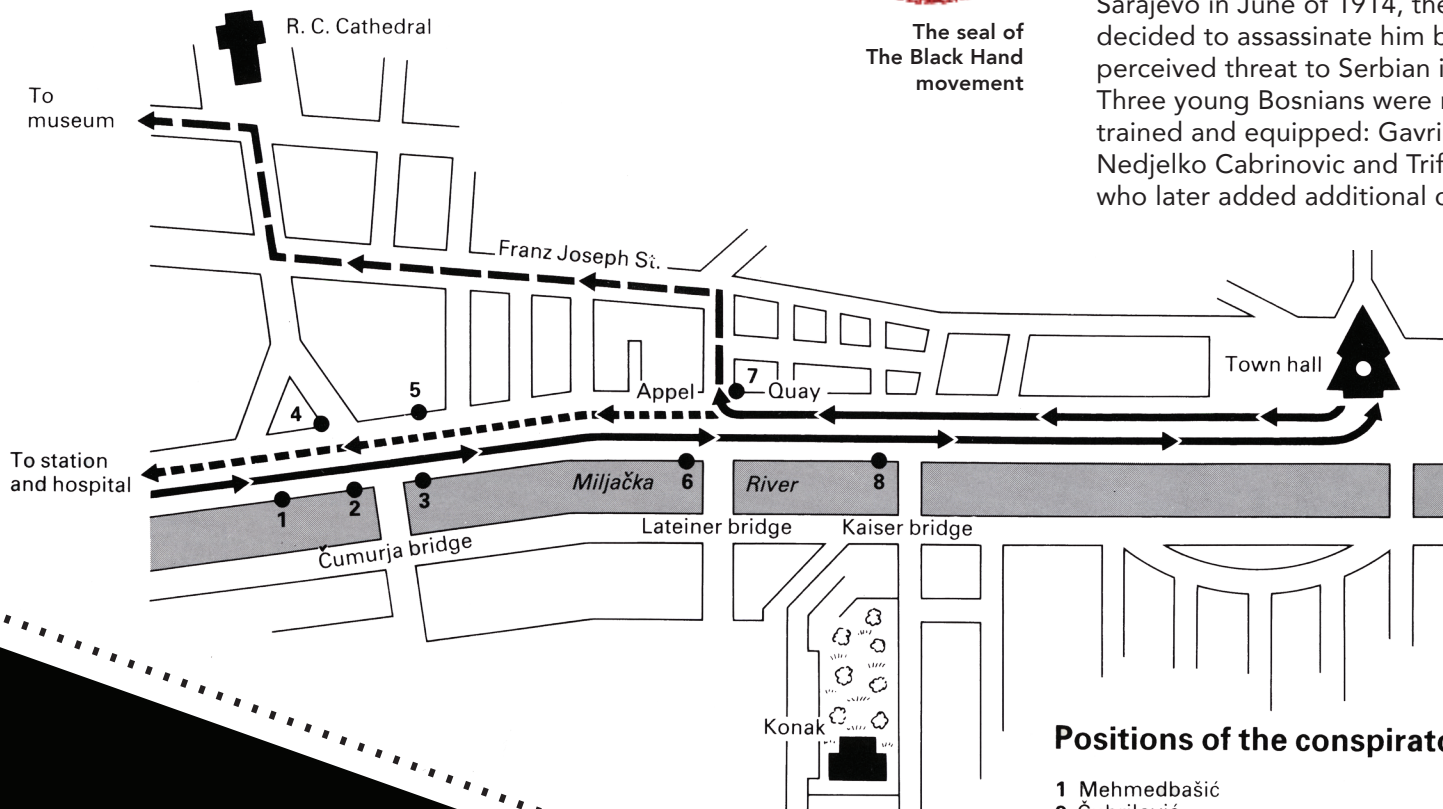 R. C. Cathedral
To
museum
The seal of
The Black Hand
movement
Sarajevo in June of 1914, the
decided to assassinate him b
perceived threat to Serbian i
Three young Bosnians were
trained and equipped: Gavri
Nedjelko Cabrinovic and Trif
who later added additional
Franz Joseph St.
Town hall
7
Appel Quay
5
4
To station
and hospital
1
2
3
Miljačka
6
River
8
Lateiner bridge
Kaiser bridge
Čumurja bridge
Konak
Positions of the conspirat
1 Mehmedbašić